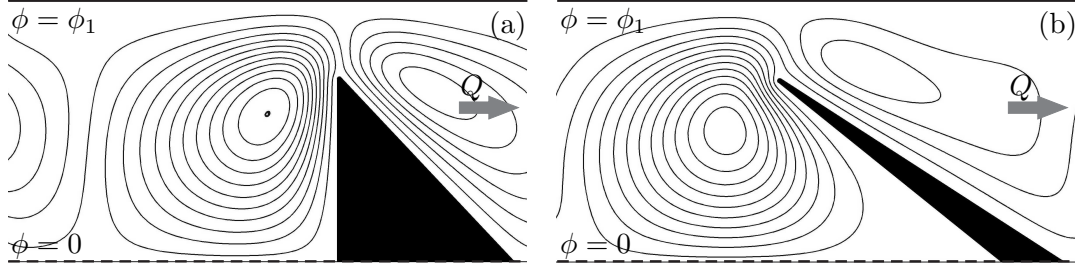 ϕ = ϕ₁
(a)
Q
ϕ = 0
ϕ = ϕ₁
(b)
Q
ϕ = 0